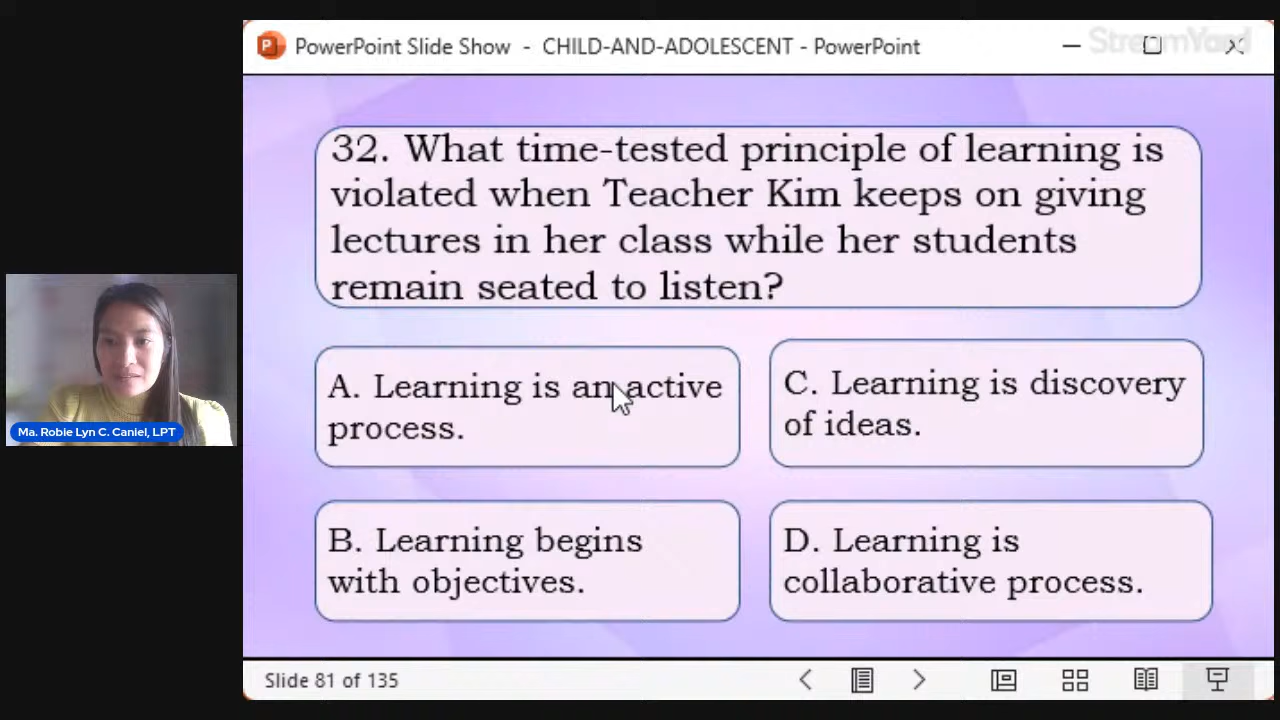 PowerPoint Slide Show - CHILD-AND-ADOLESCENT - PowerPoint
StreamYard
32. What time-tested principle of learning is
violated when Teacher Kim keeps on giving
lectures in her class while her students
remain seated to listen?
A. Learning is an active
process.
C. Learning is discovery
of ideas.
B. Learning begins
with objectives.
D. Learning is
collaborative process.
Ma. Robie Lyn C. Caniel, LPT
Slide 81 of 135